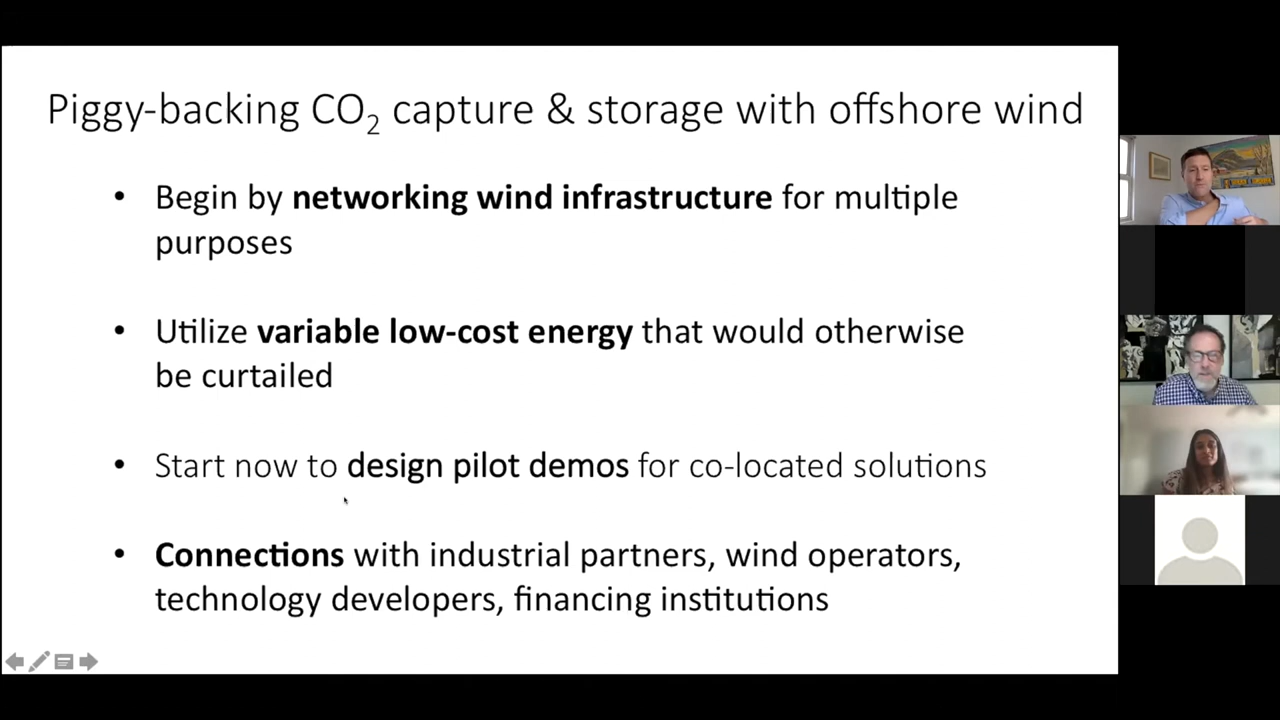 Piggy-backing CO₂ capture & storage with offshore wind
• Begin by networking wind infrastructure for multiple
purposes
• Utilize variable low-cost energy that would otherwise
be curtailed
• Start now to design pilot demos for co-located solutions
• Connections with industrial partners, wind operators,
technology developers, financing institutions